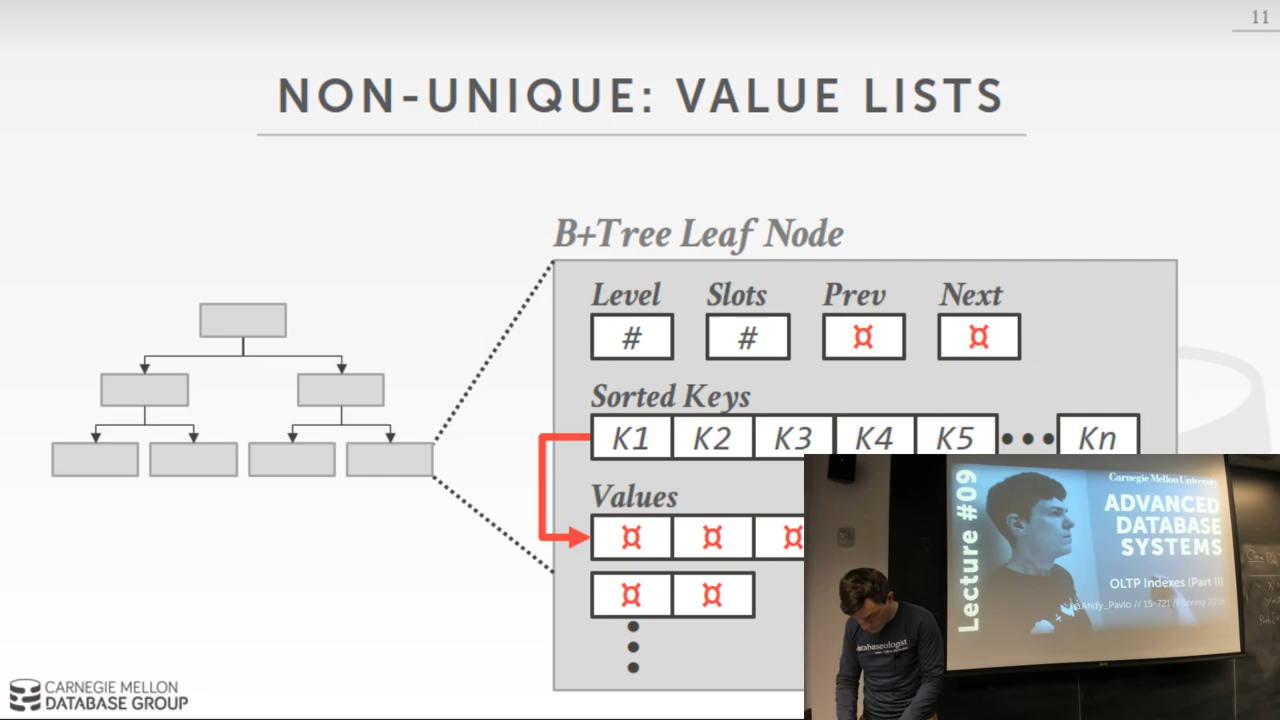 11
NON-UNIQUE: VALUE LISTS
B+Tree Leaf Node
Level Slots Prev Next
# # ¤ ¤
Sorted Keys
K1 K2 K3 K4 K5 ••• Kn
Values
¤ ¤ ¤
¤ ¤
CARNEGIE MELLON
DATABASE GROUP
Lecture #09
Carnegie Mellon University
ADVANCED
DATABASE
SYSTEMS
OLTP Indexes (Part II)
@Andy_Pavlo // 15-721 // Spring
databaseologist